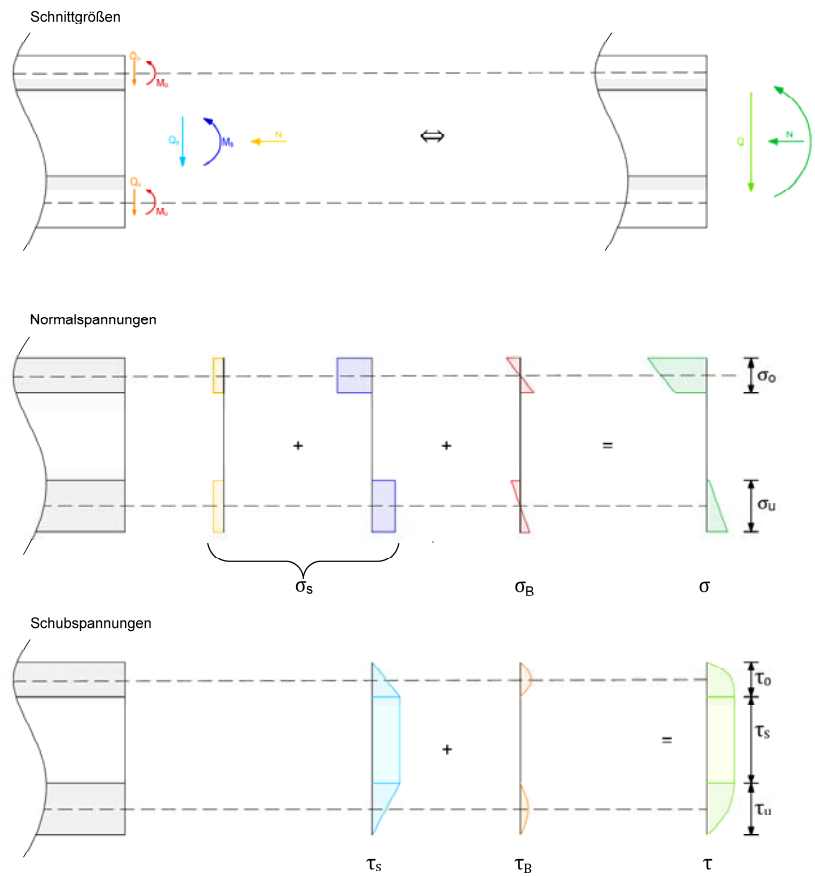 Schnittgrößen
Qo
Mo
Qs
Ms
N
⇔
Q
N
Qu
Mu
Normalspannungen
σo
+ + =
σu
σs σB σ
Schubspannungen
τo
τs
+ =
τu
τs τB τ